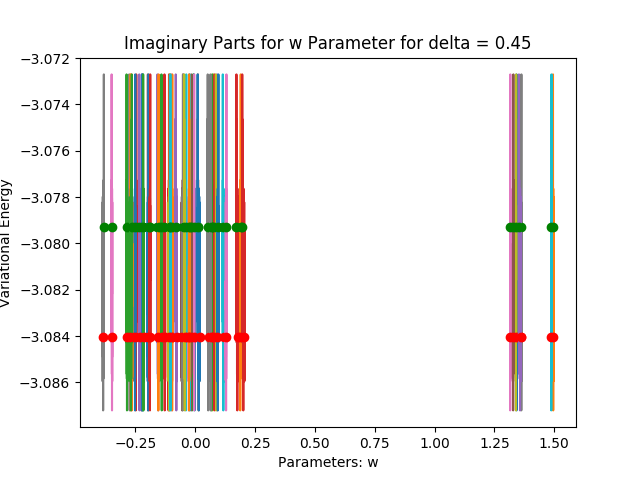 Imaginary Parts for w Parameter for delta = 0.45
−3.072
−3.074
−3.076
−3.078
−3.080
−3.082
−3.084
−3.086
Variational Energy
−0.25 0.00 0.25 0.50 0.75 1.00 1.25 1.50
Parameters: w